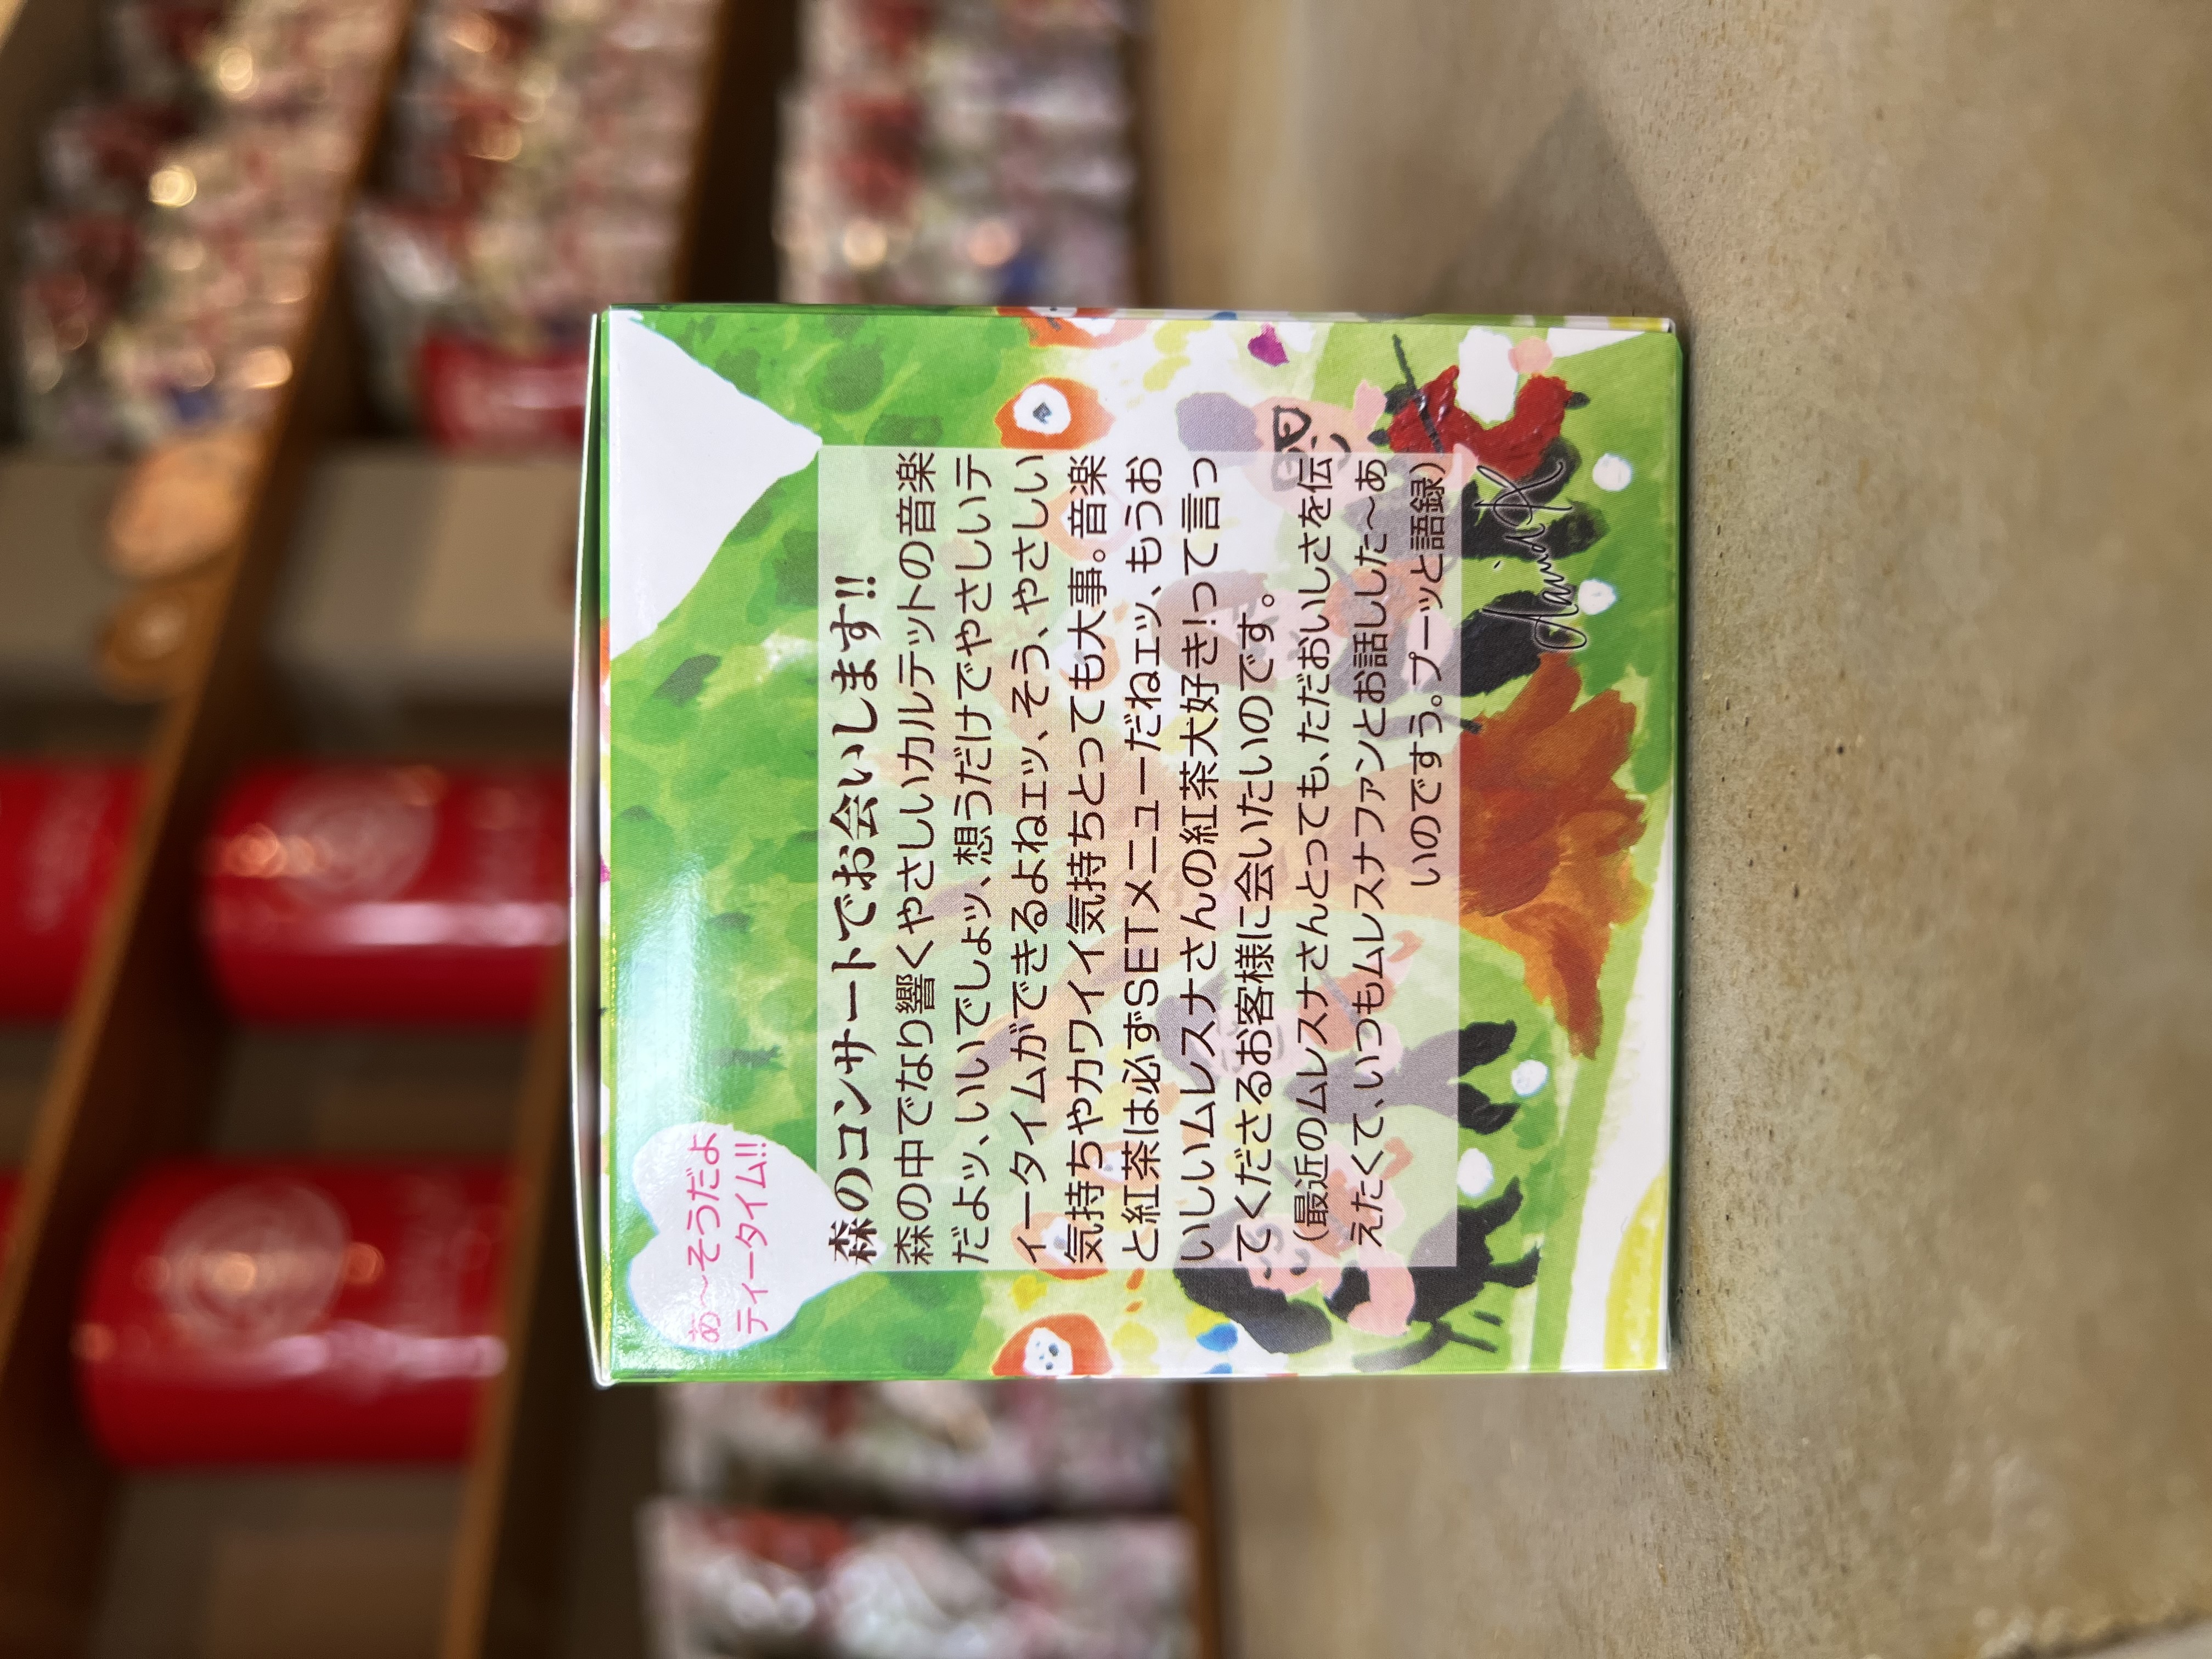 あ〜そうだよ
ティータイム!!
森のコンサートでお会いします!!
森の中でなり響くやさしいカルテットの音楽
だよッ、いいでしょッ、想うだけでやさしいテ
ィータイムができるよねェッ、そう、やさしい
気持ちやカワイイ気持ちとっても大事。音楽
と紅茶は必ずSETメニューだねェッ、もうお
いしいムレスナさんの紅茶大好き!って言っ
てくださるお客様に会いたいのです。
（最近のムレスナさんとっても、ただおいしさを伝
えたくて、いつもムレスナファンとお話しした〜あ
いのですぅ。プーッと語録）